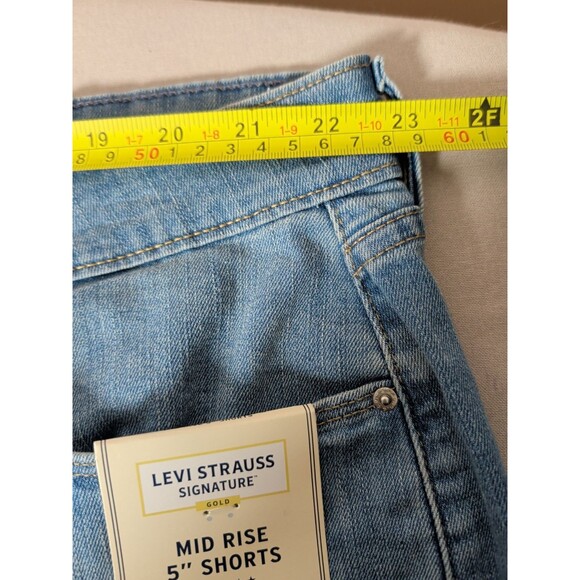 19 1-7 20 1-8 21 1-9 22 1-10 23 1-11 2F
8 9 50 1 2 3 4 5 6 7 8 9 60 1
LEVI STRAUSS
SIGNATURE™
GOLD
MID RISE
5" SHORTS